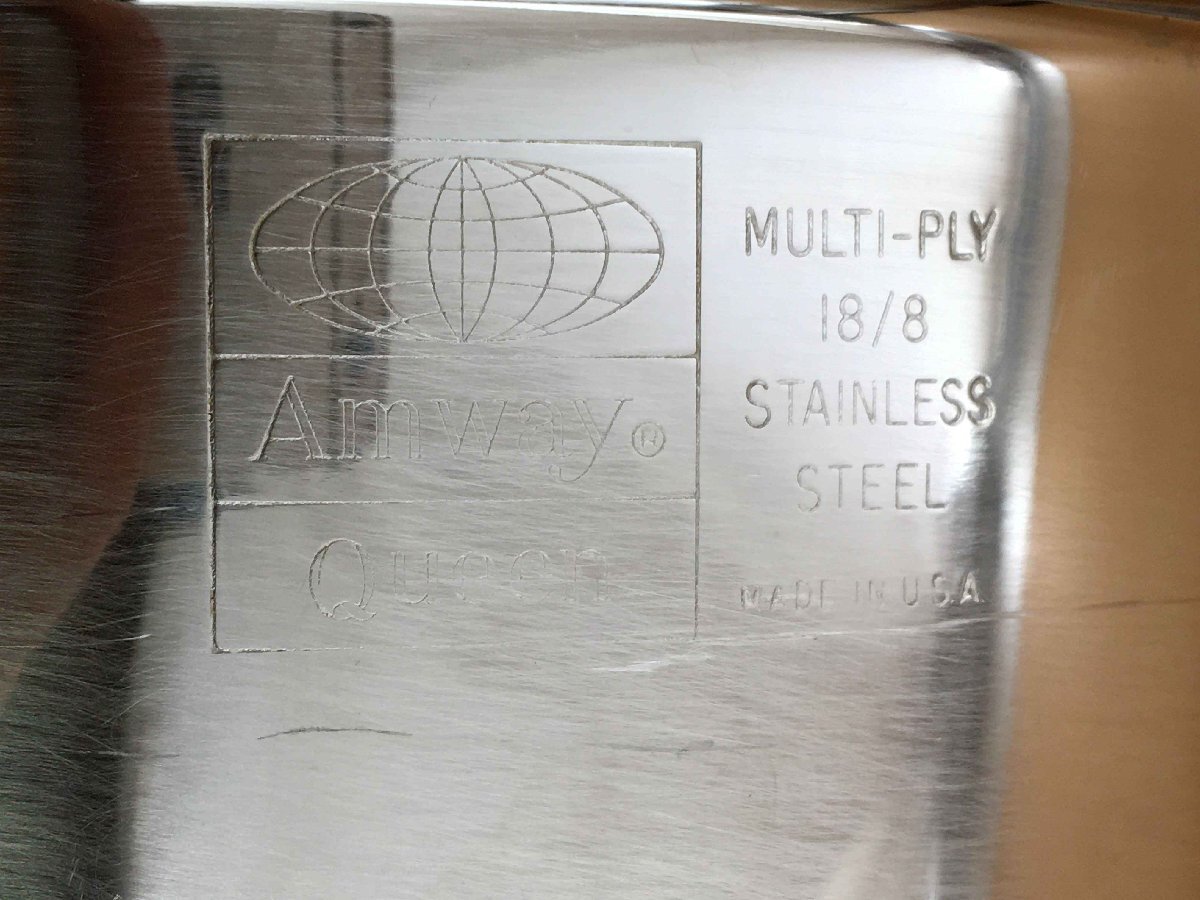 Amway®
Queen
MULTI-PLY
18/8
STAINLESS
STEEL
MADE IN U.S.A.